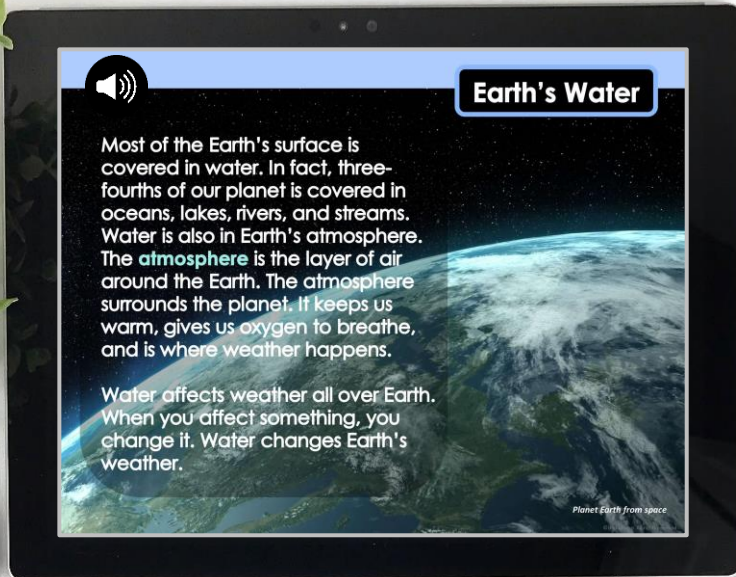 Earth's Water
Most of the Earth's surface is
covered in water. In fact, three-
fourths of our planet is covered in
oceans, lakes, rivers, and streams.
Water is also in Earth's atmosphere.
The atmosphere is the layer of air
around the Earth. The atmosphere
surrounds the planet. It keeps us
warm, gives us oxygen to breathe,
and is where weather happens.
Water affects weather all over Earth.
When you affect something, you
change it. Water changes Earth's
weather.
Planet Earth from space